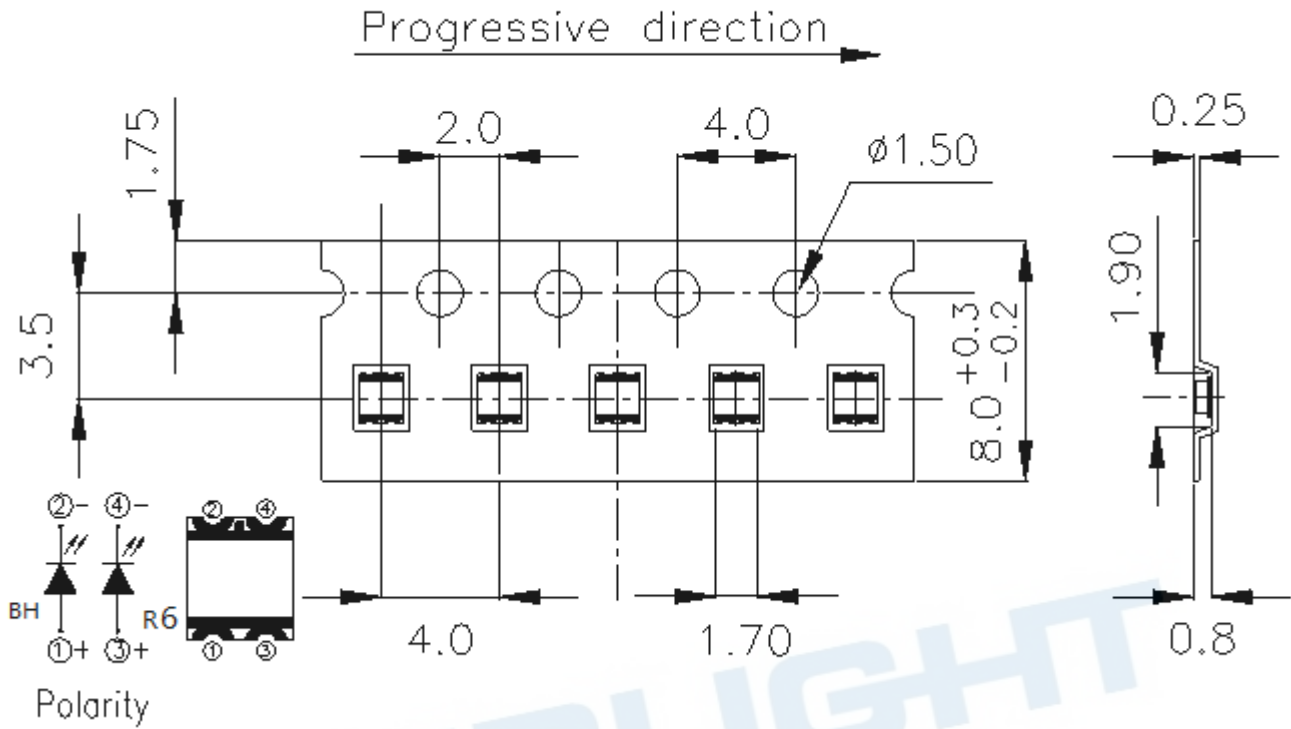 Progressive direction
1.75
2.0
4.0
ø1.50
0.25
3.5
1.90
8.0 +0.3 -0.2
②- ④-
② ④
BH
R6
①+ ③+
① ③
4.0
1.70
0.8
Polarity